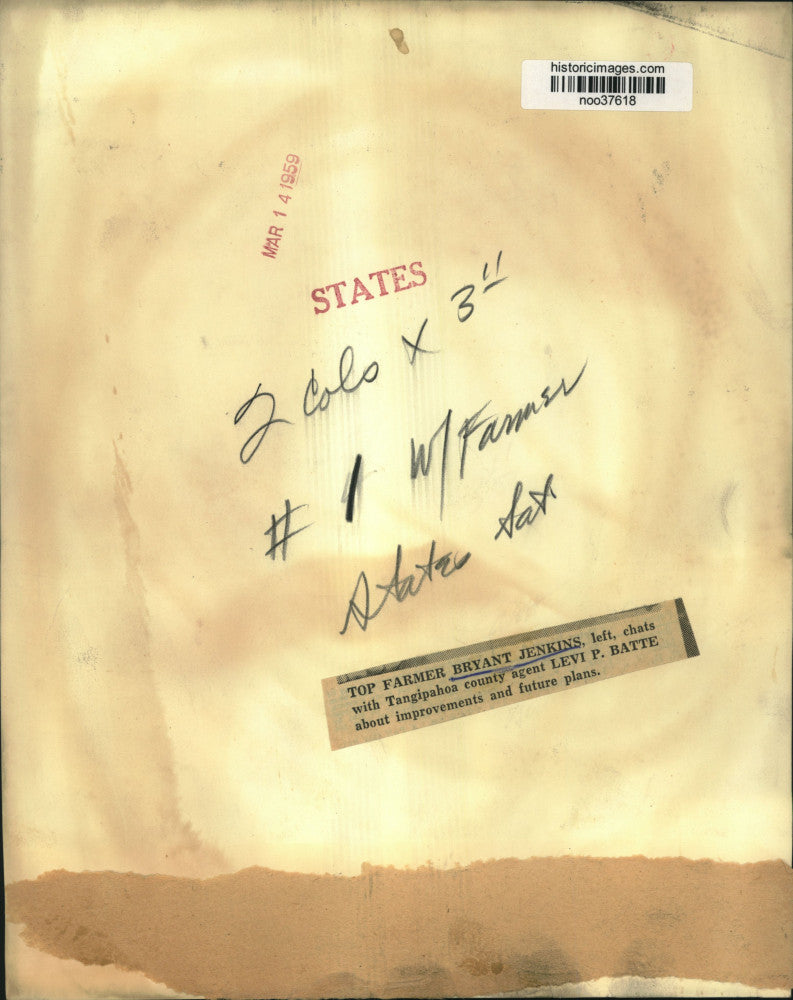 historicimages.com
noo37618
MAR 14 1959
STATES
2 Cols x 3"
# 1 W/Farmer
States Sat
TOP FARMER BRYANT JENKINS, left, chats
with Tangipahoa county agent LEVI P. BATTE
about improvements and future plans.